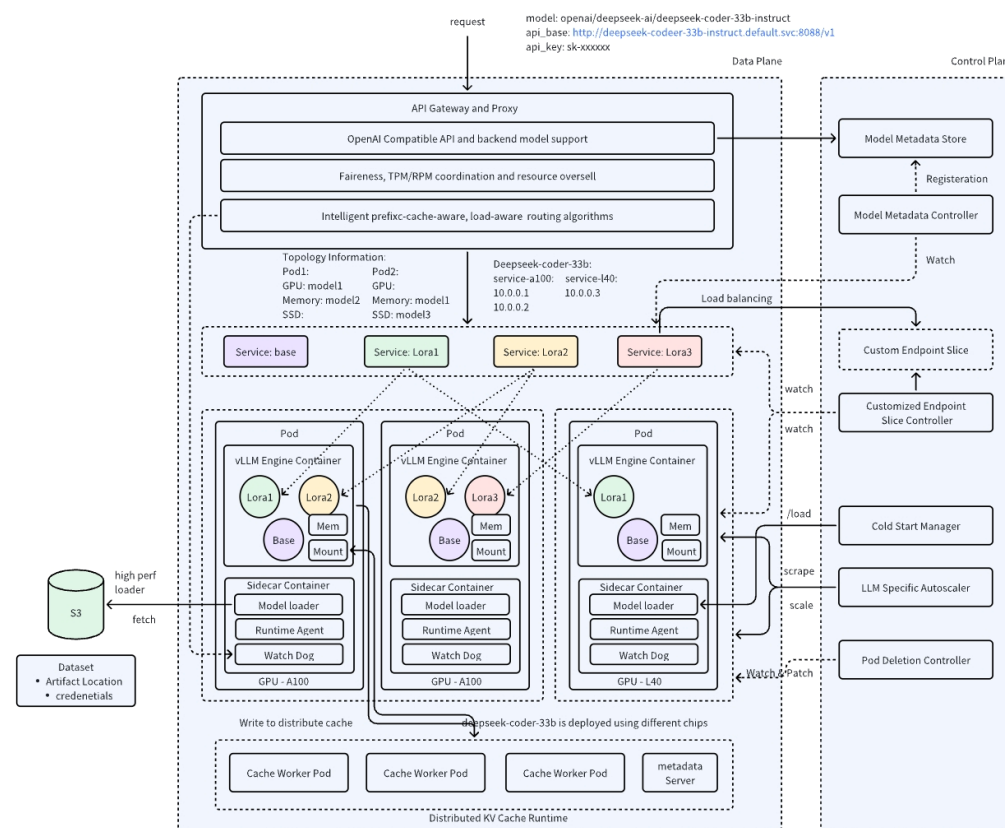 request
model: openai/deepseek-ai/deepseek-coder-33b-instruct
api_base: http://deepseek-codeer-33b-instruct.default.svc:8088/v1
api_key: sk-xxxxxx
Data Plane
Control Plan
API Gateway and Proxy
OpenAI Compatible API and backend model support
Faireness, TPM/RPM coordination and resource oversell
Intelligent prefixc-cache-aware, load-aware routing algorithms
Model Metadata Store
Registeration
Model Metadata Controller
Watch
Topology Information:
Pod1:
GPU: model1
Memory: model2
SSD:
Pod2:
GPU:
Memory: model1
SSD: model3
Deepseek-coder-33b:
service-a100:
10.0.0.1
10.0.0.2
service-l40:
10.0.0.3
Load balancing
Service: base
Service: Lora1
Service: Lora2
Service: Lora3
Custom Endpoint Slice
watch
watch
Customized Endpoint
Slice Controller
Pod
vLLM Engine Container
Lora1
Lora2
Base
Mem
Mount
Sidecar Container
Model loader
Runtime Agent
Watch Dog
GPU - A100
Pod
vLLM Engine Container
Lora2
Lora3
Base
Mem
Mount
Sidecar Container
Model loader
Runtime Agent
Watch Dog
GPU - A100
Pod
vLLM Engine Container
Lora1
Base
Mem
Mount
Sidecar Container
Model loader
Runtime Agent
Watch Dog
GPU - L40
/load
Cold Start Manager
scrape
LLM Specific Autoscaler
scale
Watch & Patch
Pod Deletion Controller
high perf
loader
fetch
S3
Dataset
• Artifact Location
• credenetials
Write to distribute cache
deepseek-coder-33b is deployed using different chips
Cache Worker Pod
Cache Worker Pod
Cache Worker Pod
metadata
Server
Distributed KV Cache Runtime